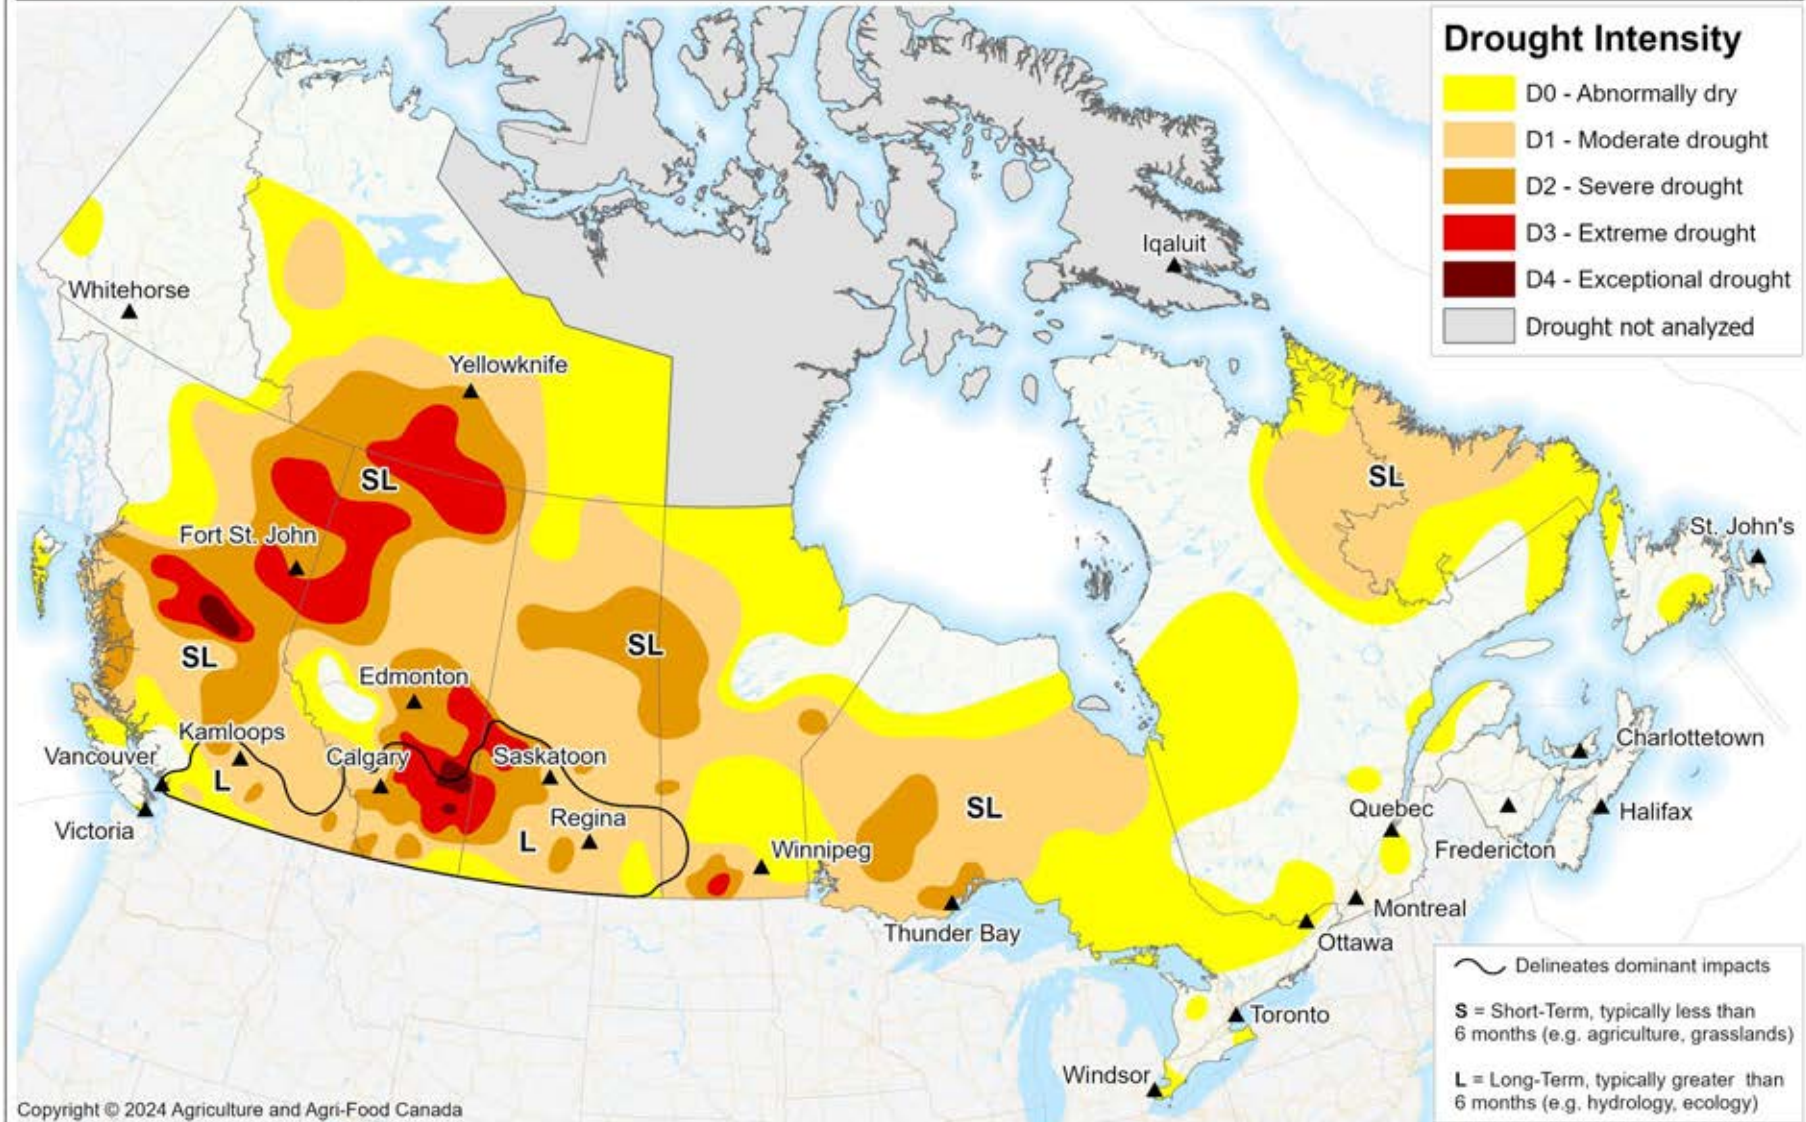 Drought Intensity
D0 - Abnormally dry
D1 - Moderate drought
D2 - Severe drought
D3 - Extreme drought
D4 - Exceptional drought
Drought not analyzed
Iqaluit
Whitehorse
Yellowknife
SL
SL
Fort St. John
St. John's
SL
SL
Edmonton
Kamloops
Vancouver
Calgary
Saskatoon
Charlottetown
L
SL
Quebec
Halifax
Victoria
Regina
L
Winnipeg
Fredericton
Thunder Bay
Montreal
Ottawa
Toronto
Windsor
Delineates dominant impacts
S = Short-Term, typically less than
6 months (e.g. agriculture, grasslands)
L = Long-Term, typically greater than
6 months (e.g. hydrology, ecology)
Copyright © 2024 Agriculture and Agri-Food Canada